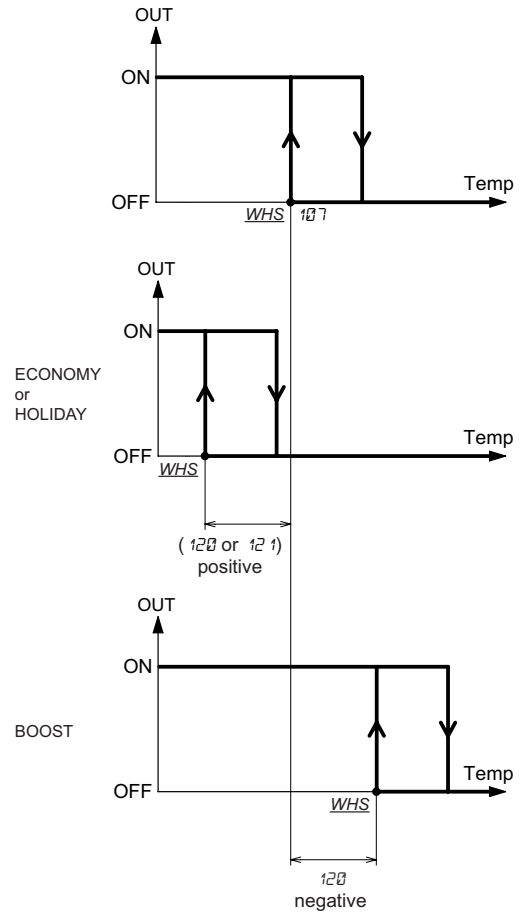 OUT
ON
OFF
Temp
WHS 107
OUT
ON
ECONOMY
or
HOLIDAY
OFF
Temp
WHS
( 120 or 121)
positive
OUT
ON
BOOST
OFF
Temp
WHS
120
negative